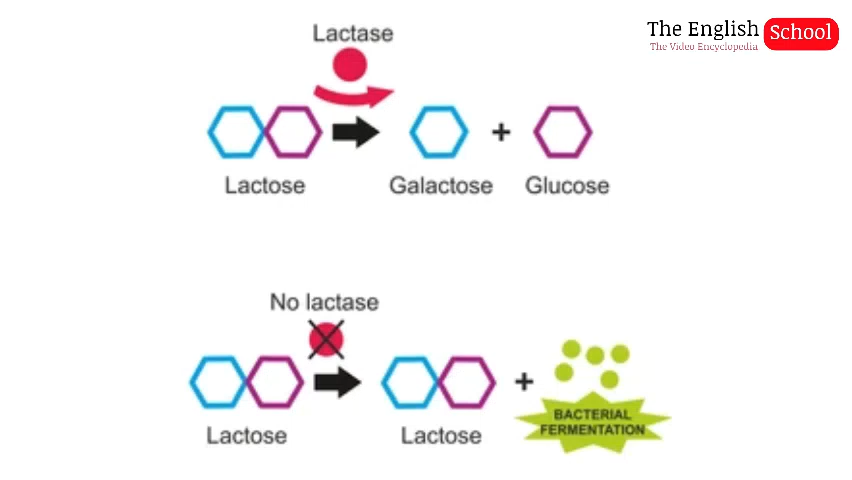 The English School
The Video Encyclopedia
Lactase
Lactose
Galactose
+
Glucose
No lactase
Lactose
Lactose
+
BACTERIAL
FERMENTATION